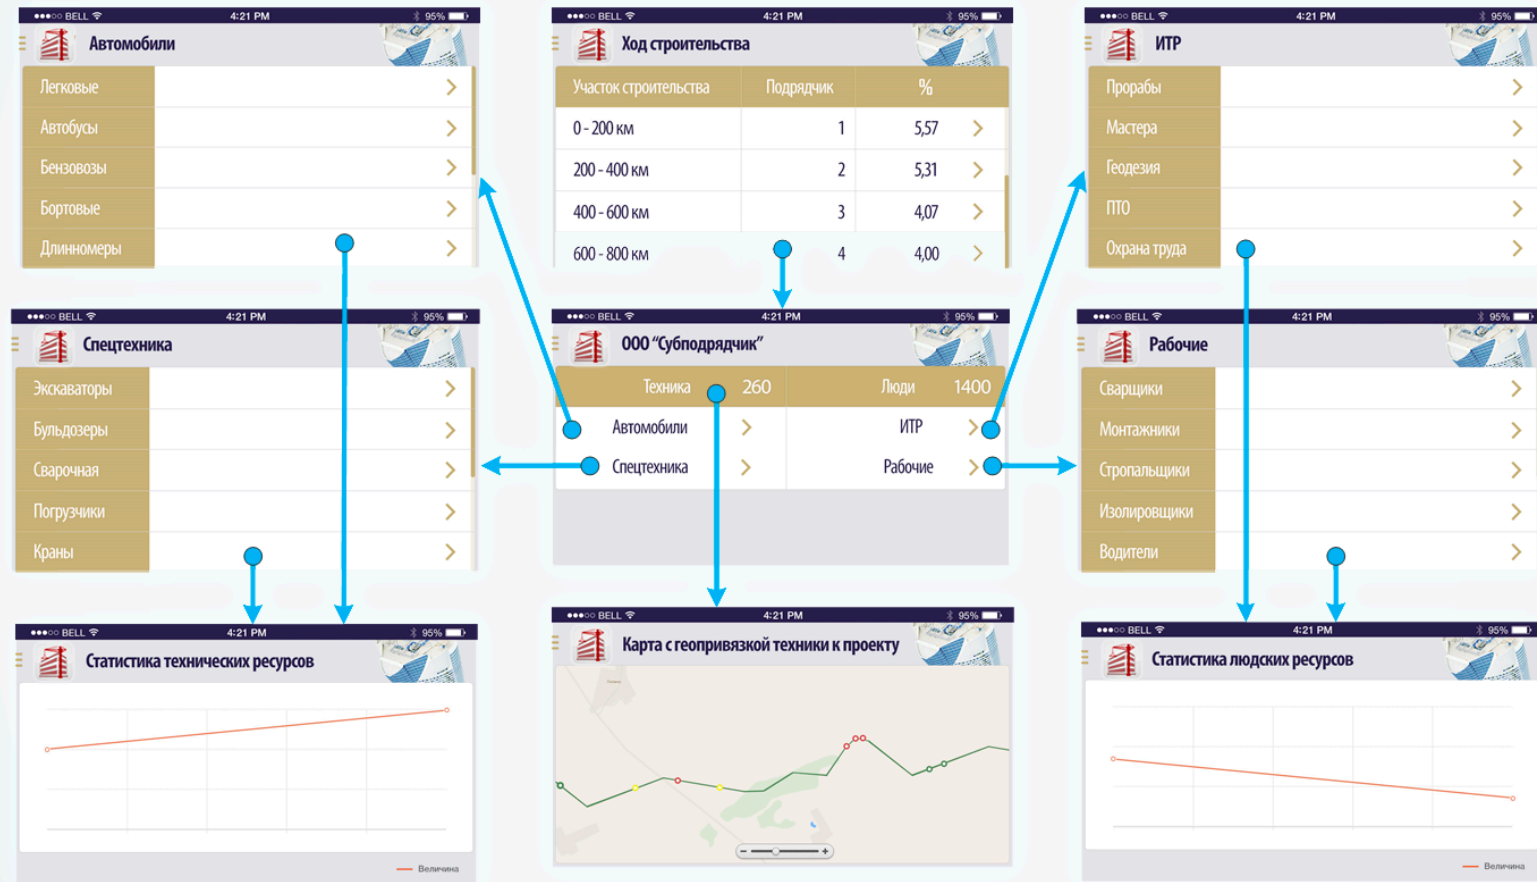 ●●●○○ BELL 4:21 PM 95%
Автомобили
Легковые
Автобусы
Бензовозы
Бортовые
Длинномеры
●●●○○ BELL 4:21 PM 95%
Ход строительства
Участок строительства Подрядчик %
0 - 200 км 1 5,57
200 - 400 км 2 5,31
400 - 600 км 3 4,07
600 - 800 км 4 4,00
●●●○○ BELL 4:21 PM 95%
ИТР
Прорабы
Мастера
Геодезия
ПТО
Охрана труда
●●●○○ BELL 4:21 PM 95%
Спецтехника
Экскаваторы
Бульдозеры
Сварочная
Погрузчики
Краны
●●●○○ BELL 4:21 PM 95%
ООО "Субподрядчик"
Техника 260 Люди 1400
Автомобили ИТР
Спецтехника Рабочие
●●●○○ BELL 4:21 PM 95%
Рабочие
Сварщики
Монтажники
Стропальщики
Изолировщики
Водители
●●●○○ BELL 4:21 PM 95%
Статистика технических ресурсов
Величина
●●●○○ BELL 4:21 PM 95%
Карта с геопривязкой техники к проекту
●●●○○ BELL 4:21 PM 95%
Статистика людских ресурсов
Величина